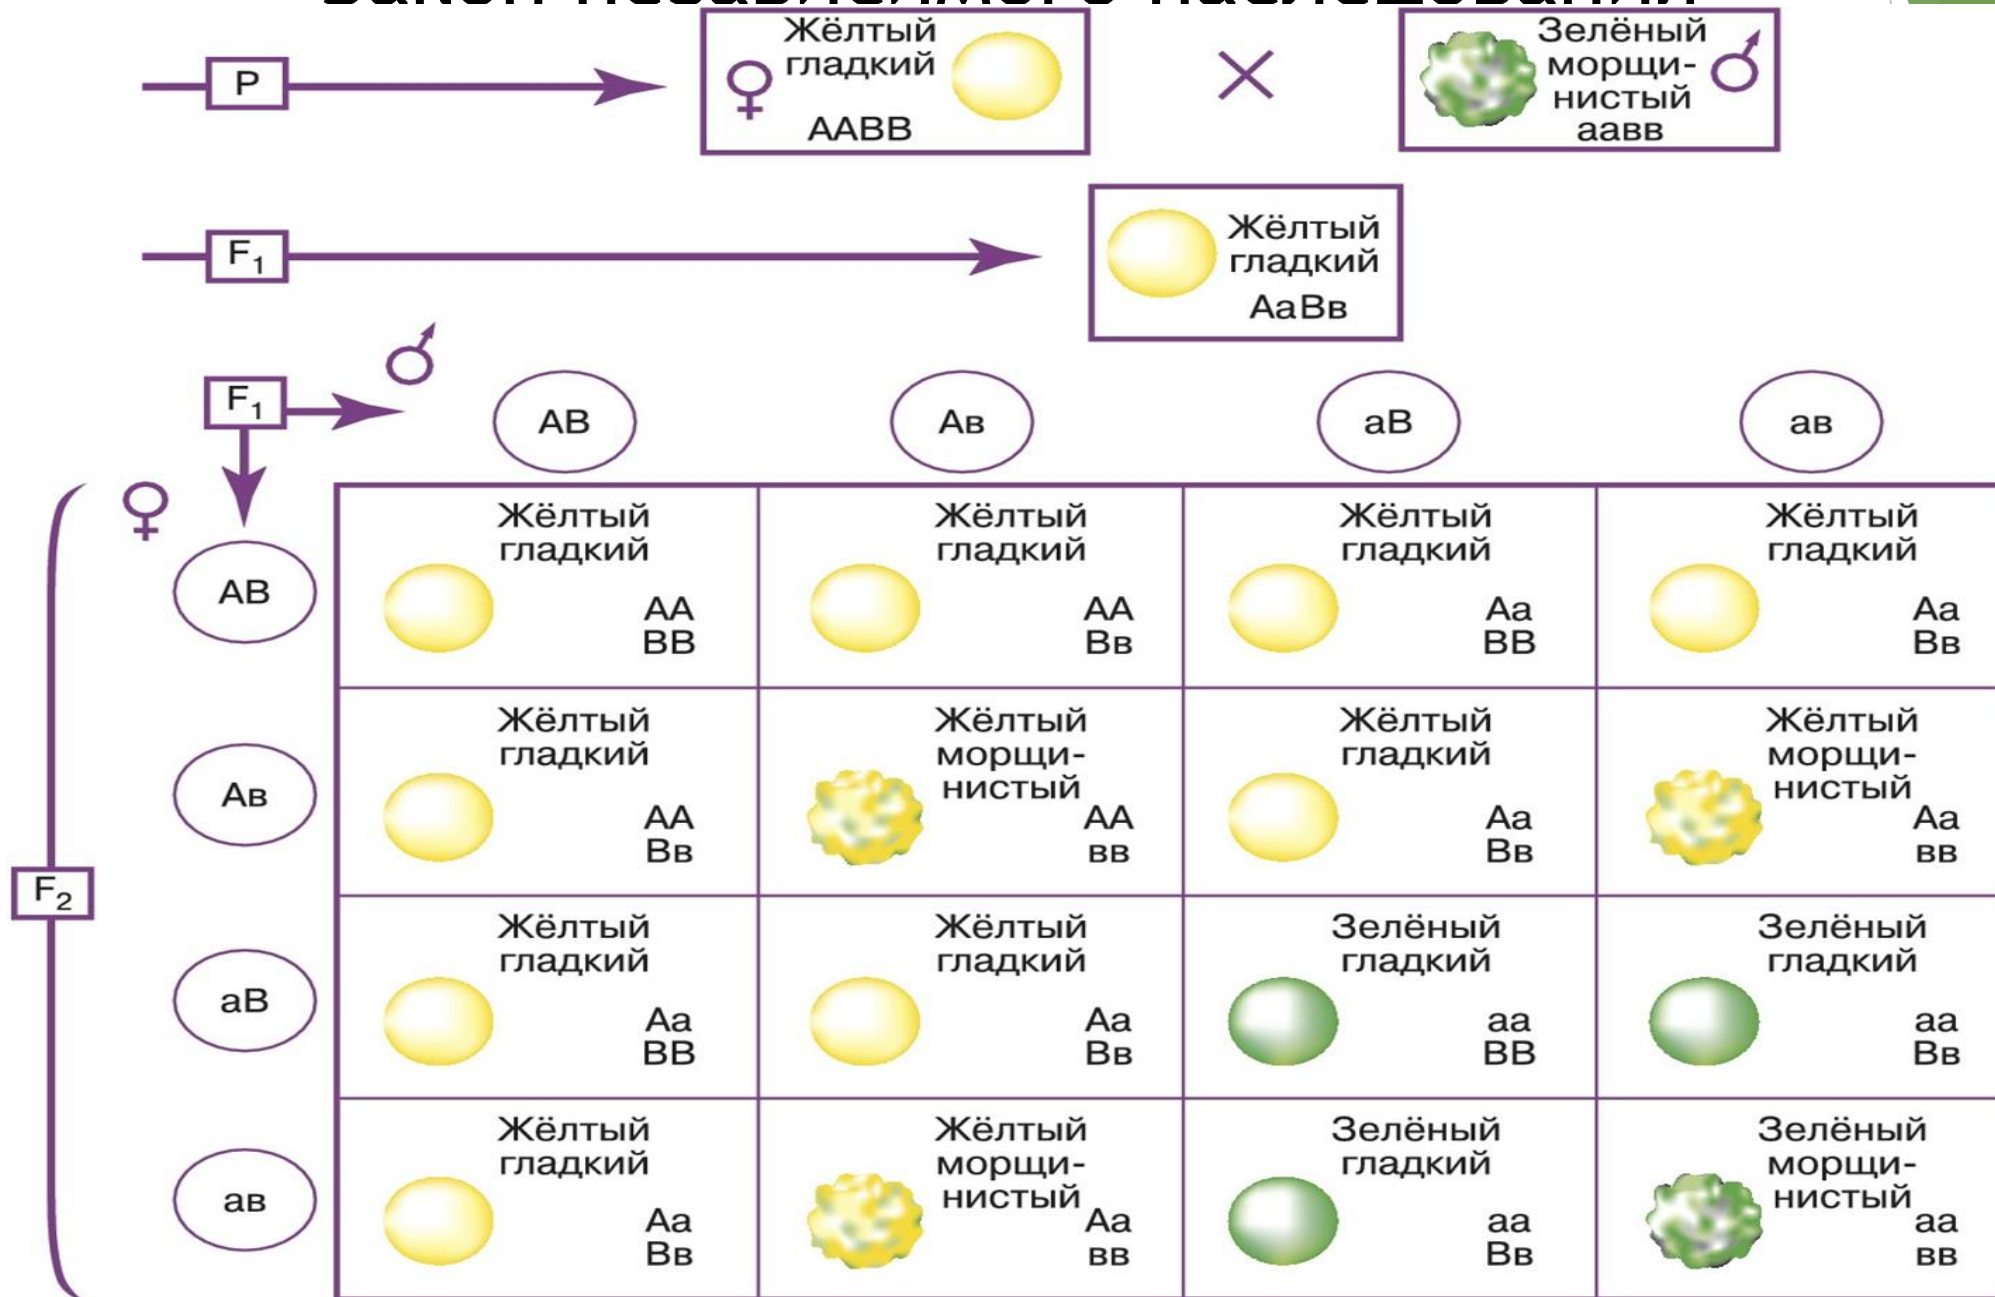 P
Жёлтый
гладкий
ААВВ
Зелёный
морщи-
нистый
аавв
F1
Жёлтый
гладкий
АаВв
F1
АВ
Ав
аВ
ав
АВ
Жёлтый
гладкий
АА
ВВ
Жёлтый
гладкий
АА
Вв
Жёлтый
гладкий
Аа
ВВ
Жёлтый
гладкий
Аа
Вв
Ав
Жёлтый
гладкий
АА
Вв
Жёлтый
морщи-
нистый
АА
вв
Жёлтый
гладкий
Аа
Вв
Жёлтый
морщи-
нистый
Аа
вв
F2
аВ
Жёлтый
гладкий
Аа
ВВ
Жёлтый
гладкий
Аа
Вв
Зелёный
гладкий
аа
ВВ
Зелёный
гладкий
аа
Вв
ав
Жёлтый
гладкий
Аа
Вв
Жёлтый
морщи-
нистый
Аа
вв
Зелёный
гладкий
аа
Вв
Зелёный
морщи-
нистый
аа
вв